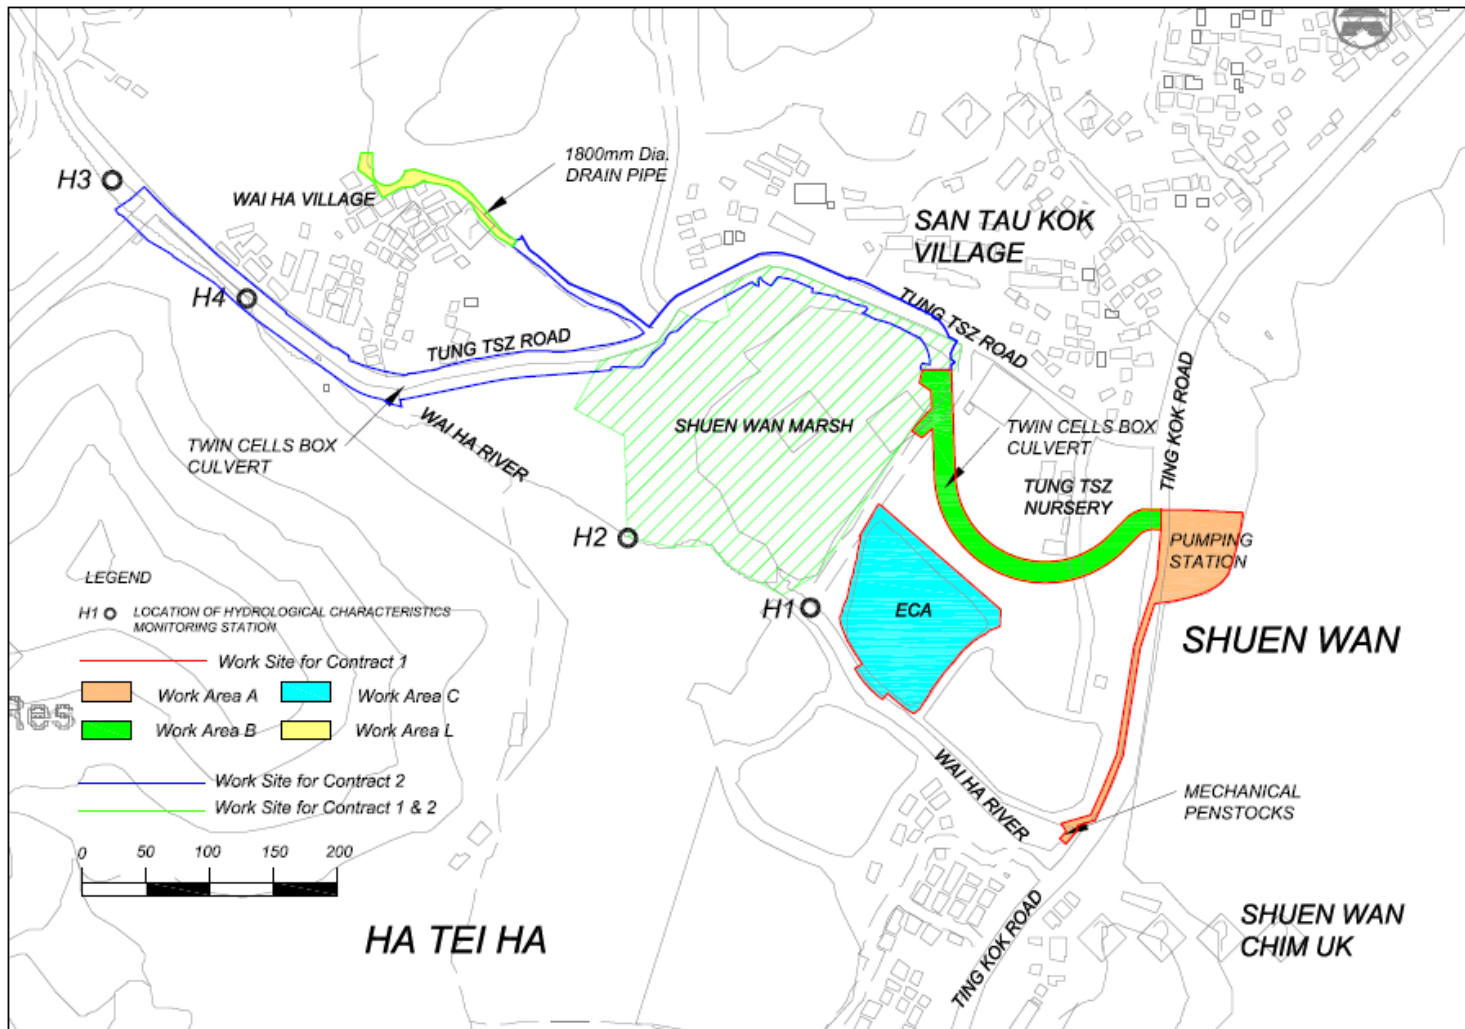 H3
1800mm Dia.
DRAIN PIPE
WAI HA VILLAGE
SAN TAU KOK
VILLAGE
H4
TUNG TSZ ROAD
TUNG TSZ ROAD
TING KOK ROAD
TWIN CELLS BOX
CULVERT
WAI HA RIVER
SHUEN WAN MARSH
TWIN CELLS BOX
CULVERT
TUNG TSZ
NURSERY
H2
PUMPING
STATION
H1
ECA
SHUEN WAN
LEGEND
H1 LOCATION OF HYDROLOGICAL CHARACTERISTICS
MONITORING STATION
Work Site for Contract 1
Work Area A
Work Area C
Work Area B
Work Area L
Res
Work Site for Contract 2
Work Site for Contract 1 & 2
0 50 100 150 200
WAI HA RIVER
MECHANICAL
PENSTOCKS
HA TEI HA
TING KOK ROAD
SHUEN WAN
CHIM UK